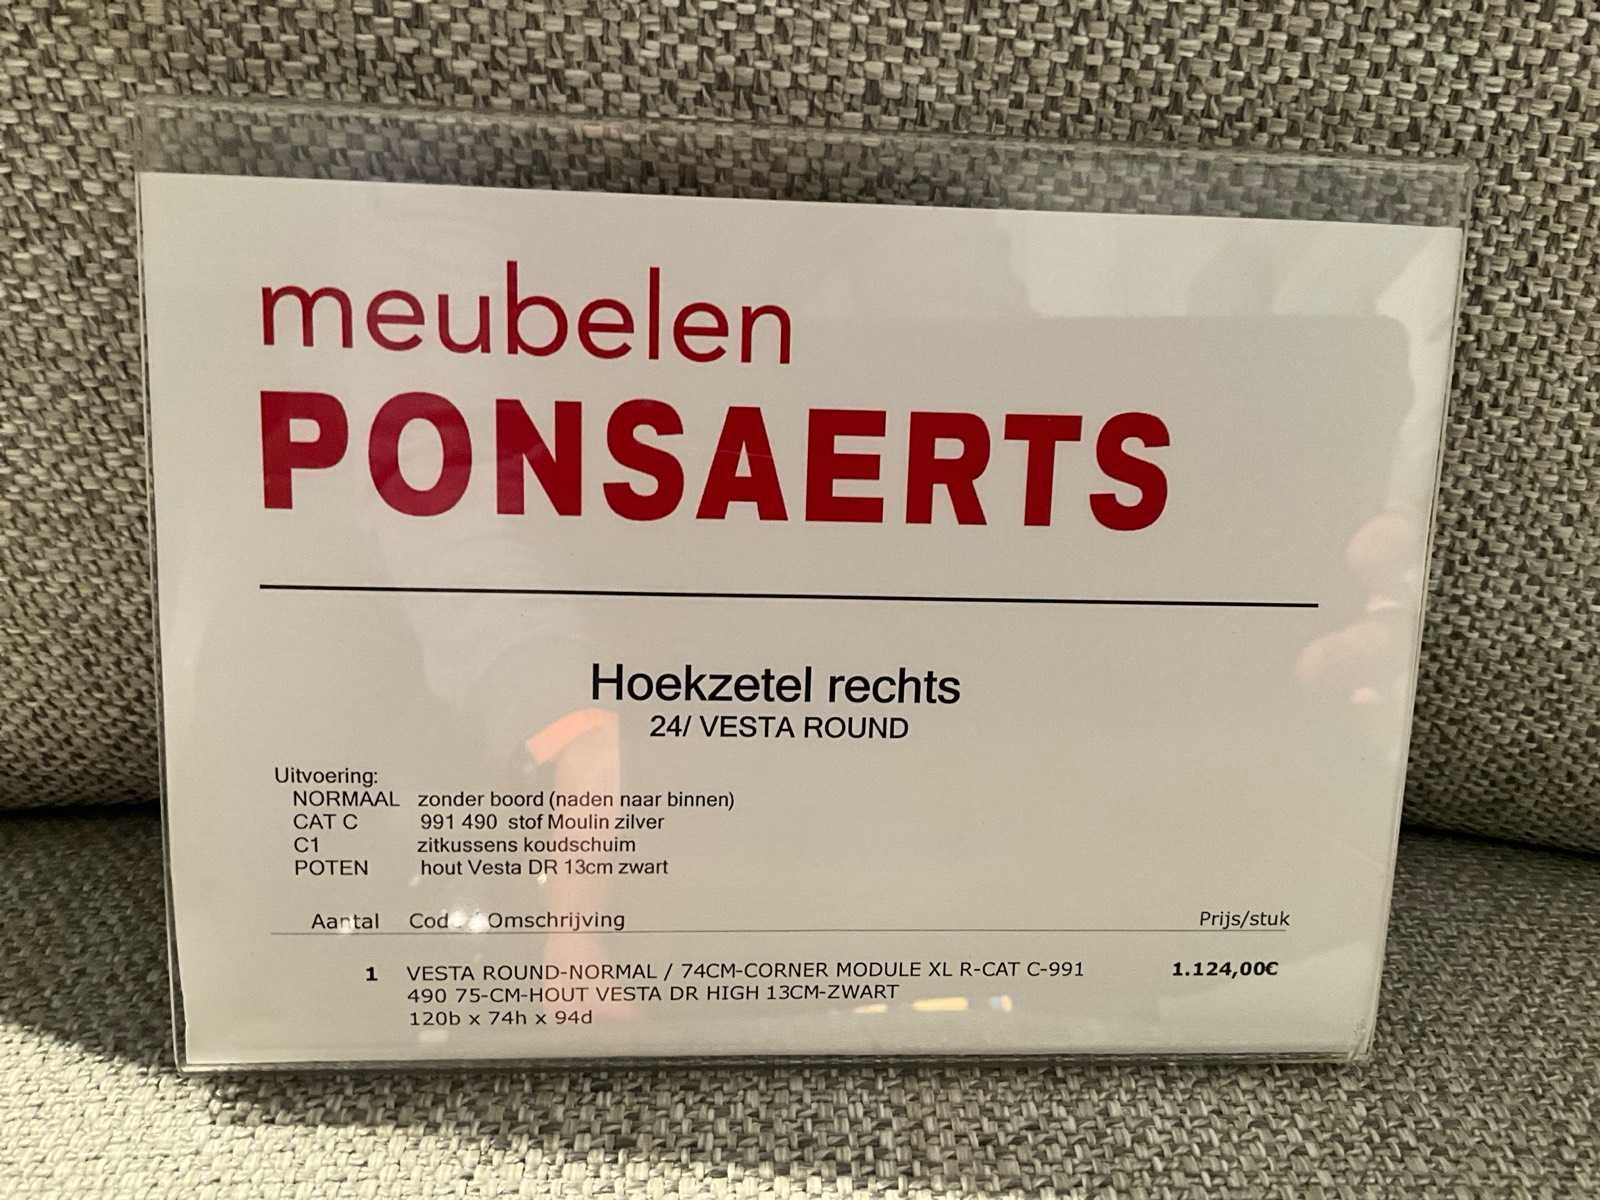 meubelen
PONSAERTS
Hoekzetel rechts
24/ VESTA ROUND
Uitvoering:
NORMAAL zonder boord (naden naar binnen)
CAT C 991 490 stof Moulin zilver
C1 zitkussens koudschuim
POTEN hout Vesta DR 13cm zwart
Aantal Code / Omschrijving Prijs/stuk
1 VESTA ROUND-NORMAL / 74CM-CORNER MODULE XL R-CAT C-991 1.124,00€
490 75-CM-HOUT VESTA DR HIGH 13CM-ZWART
120b x 74h x 94d